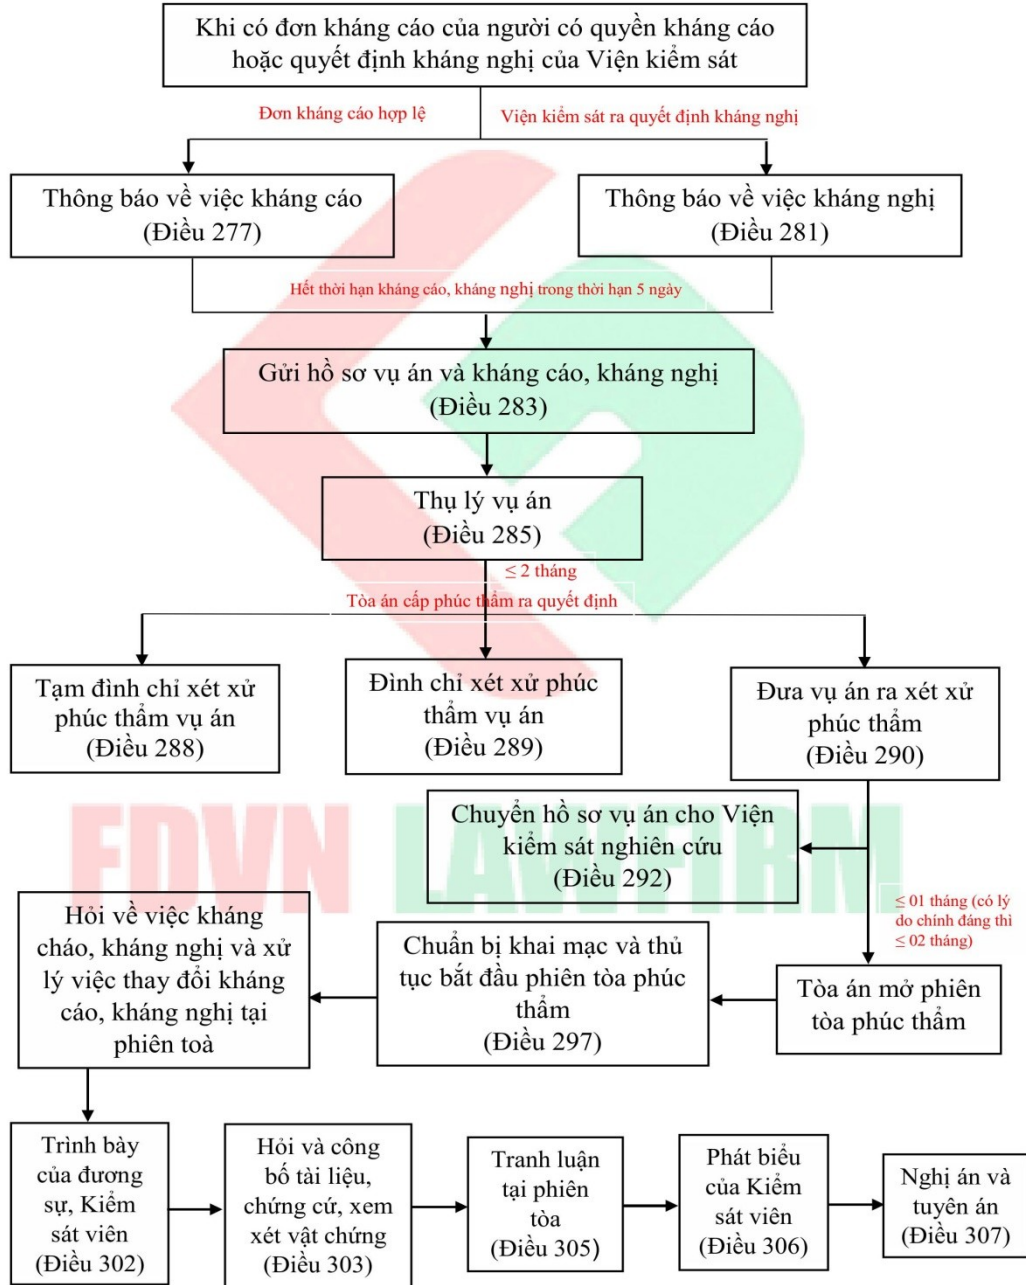 Khi có đơn kháng cáo của người có quyền kháng cáo
hoặc quyết định kháng nghị của Viện kiểm sát
Đơn kháng cáo hợp lệ
Viện kiểm sát ra quyết định kháng nghị
Thông báo về việc kháng cáo
(Điều 277)
Thông báo về việc kháng nghị
(Điều 281)
Hết thời hạn kháng cáo, kháng nghị trong thời hạn 5 ngày
Gửi hồ sơ vụ án và kháng cáo, kháng nghị
(Điều 283)
Thụ lý vụ án
(Điều 285)
≤ 2 tháng
Tòa án cấp phúc thẩm ra quyết định
Tạm đình chỉ xét xử
phúc thẩm vụ án
(Điều 288)
Đình chỉ xét xử phúc
thẩm vụ án
(Điều 289)
Đưa vụ án ra xét xử
phúc thẩm
(Điều 290)
Chuyển hồ sơ vụ án cho Viện
kiểm sát nghiên cứu
(Điều 292)
FDVN LAWFIRM
≤ 01 tháng (có lý
do chính đáng thì
≤ 02 tháng)
Tòa án mở phiên
tòa phúc thẩm
Chuẩn bị khai mạc và thủ
tục bắt đầu phiên tòa phúc
thẩm
(Điều 297)
Hỏi về việc kháng
cháo, kháng nghị và xử
lý việc thay đổi kháng
cáo, kháng nghị tại
phiên toà
Trình bày
của đương
sự, Kiểm
sát viên
(Điều 302)
Hỏi và công
bố tài liệu,
chứng cứ, xem
xét vật chứng
(Điều 303)
Tranh luận
tại phiên
tòa
(Điều 305)
Phát biểu
của Kiểm
sát viên
(Điều 306)
Nghị án và
tuyên án
(Điều 307)